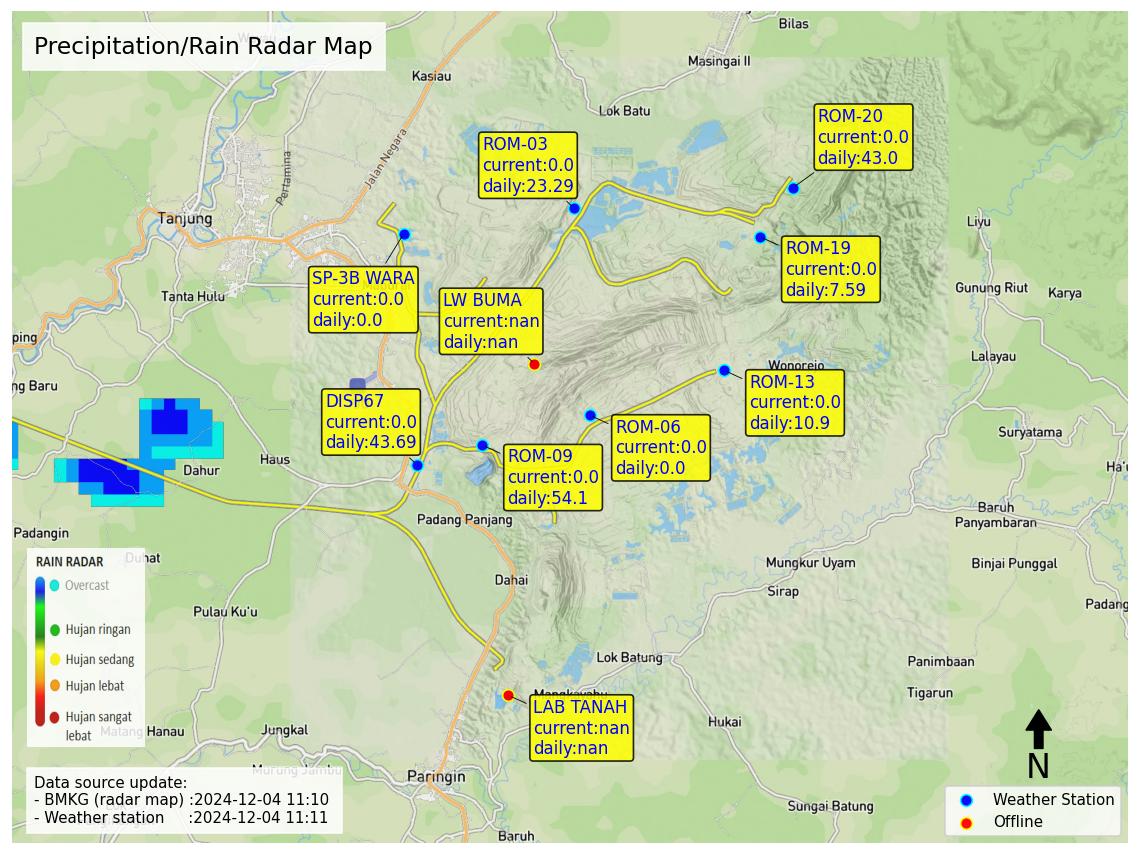 Precipitation/Rain Radar Map
Bilas
Masingai II
Kasiau
Lok Batu
Jalan Negara
Pertamina
Tanjung
Tanta Hulu
ROM-03
current:0.0
daily:23.29
ROM-20
current:0.0
daily:43.0
ROM-19
current:0.0
daily:7.59
SP-3B WARA
current:0.0
daily:0.0
LW BUMA
current:nan
daily:nan
Liyu
Gunung Riut
Karya
Lalayau
Wonorejo
ping
ng Baru
ROM-13
current:0.0
daily:10.9
DISP67
current:0.0
daily:43.69
ROM-06
current:0.0
daily:0.0
ROM-09
current:0.0
daily:54.1
Suryatama
Ha'u
Dahur
Haus
Padang Panjang
Baruh
Panyambaran
Padangin
Duhat
Dahai
Mungkur Uyam
Binjai Punggal
Sirap
Padang
Pulau Ku'u
Lok Batung
Panimbaan
Tigarun
Mangkayahu
LAB TANAH
current:nan
daily:nan
Hukai
Matang Hanau
Jungkal
Murung Jambu
Paringin
Sungai Batung
Baruh
RAIN RADAR
Overcast
Hujan ringan
Hujan sedang
Hujan lebat
Hujan sangat
lebat
Data source update:
- BMKG (radar map) :2024-12-04 11:10
- Weather station :2024-12-04 11:11
N
Weather Station
Offline